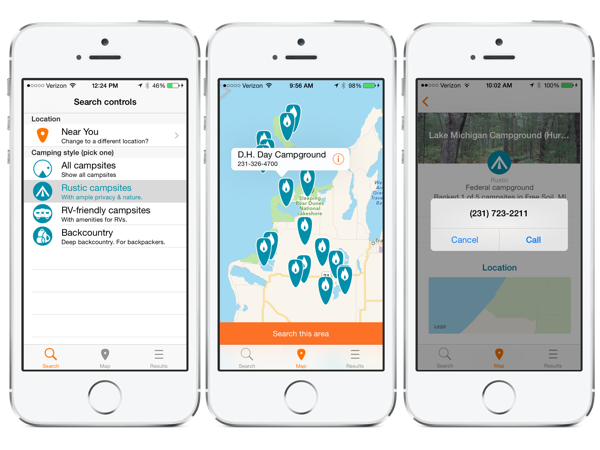 Verizon 12:24 PM 46%
Search controls
Location
Near You
Change to a different location?
Camping style (pick one)
All campsites
Show all campsites
Rustic campsites
With ample privacy & nature.
RV-friendly campsites
With amenities for RVs.
Backcountry
Deep backcountry. For backpackers.
Search Map Results
Verizon 9:56 AM 98%
D.H. Day Campground
231-326-4700
Sleeping
Bear Dunes
National
Lakeshore
Search this area
Search Map Results
Verizon 10:02 AM 100%
Lake Michigan Campground (Hur...
Rustic
Federal campground
Ranked 1 of 5 campsites in Free Soil, MI
(231) 723-2211
Cancel Call
Location
Legal
Search Map Results